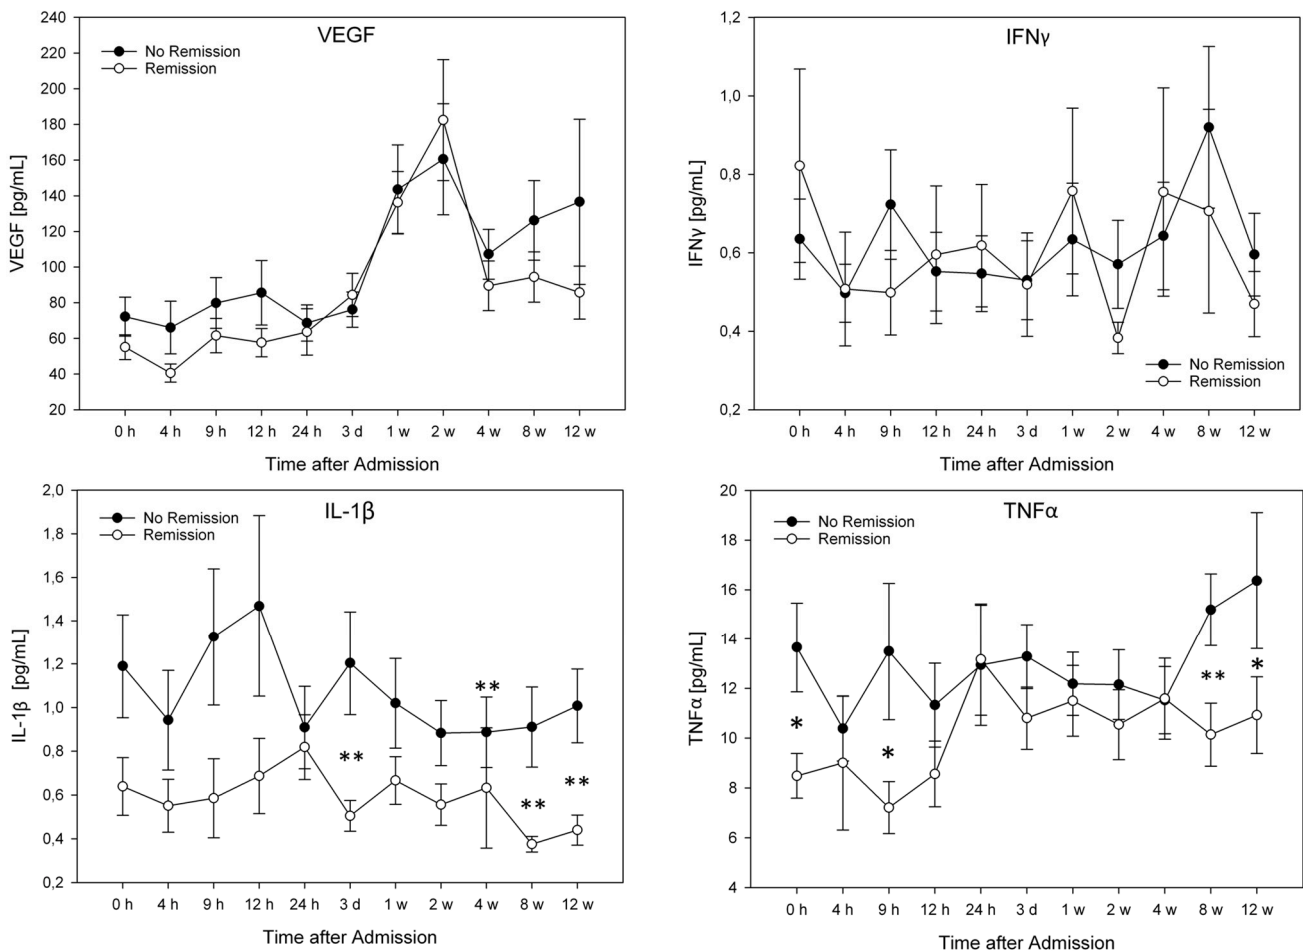 VEGF
No Remission
Remission
VEGF [pg/mL]
240
220
200
180
160
140
120
100
80
60
40
20
0 h 4 h 9 h 12 h 24 h 3 d 1 w 2 w 4 w 8 w 12 w
Time after Admission
IFNγ
IFNγ [pg/mL]
1,2
1,0
0,8
0,6
0,4
0,2
No Remission
Remission
0 h 4 h 9 h 12 h 24 h 3 d 1 w 2 w 4 w 8 w 12 w
Time after Admission
IL-1β
No Remission
Remission
IL-1β [pg/mL]
2,0
1,8
1,6
1,4
1,2
1,0
0,8
0,6
0,4
0,2
**
**
**
**
0 h 4 h 9 h 12 h 24 h 3 d 1 w 2 w 4 w 8 w 12 w
Time after Admission
TNFα
No Remission
Remission
TNFα [pg/mL]
20
18
16
14
12
10
8
6
4
*
*
**
*
0 h 4 h 9 h 12 h 24 h 3 d 1 w 2 w 4 w 8 w 12 w
Time after Admission